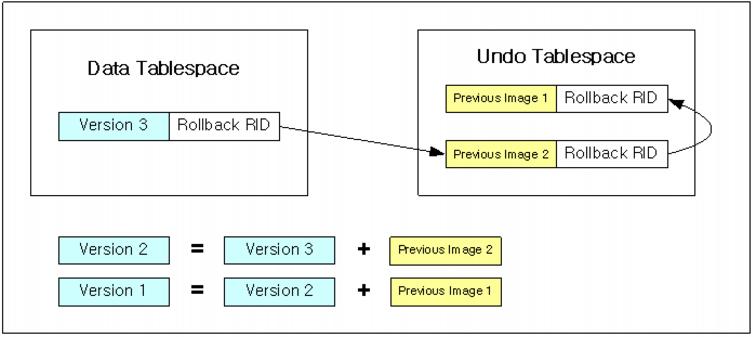 Data Tablespace
Version 3 Rollback RID
Undo Tablespace
Previous Image 1 Rollback RID
Previous Image 2 Rollback RID
Version 2 = Version 3 + Previous Image 2
Version 1 = Version 2 + Previous Image 1